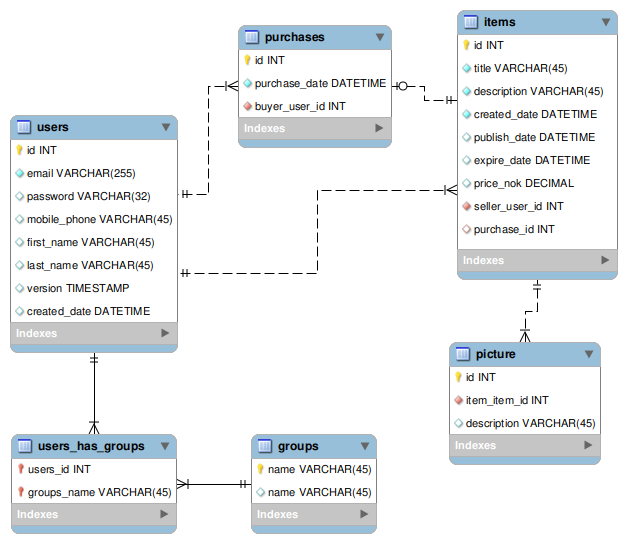 purchases
id INT
purchase_date DATETIME
buyer_user_id INT
Indexes
items
id INT
title VARCHAR(45)
description VARCHAR(45)
created_date DATETIME
publish_date DATETIME
expire_date DATETIME
price_nok DECIMAL
seller_user_id INT
purchase_id INT
Indexes
users
id INT
email VARCHAR(255)
password VARCHAR(32)
mobile_phone VARCHAR(45)
first_name VARCHAR(45)
last_name VARCHAR(45)
version TIMESTAMP
created_date DATETIME
Indexes
picture
id INT
item_item_id INT
description VARCHAR(45)
Indexes
users_has_groups
users_id INT
groups_name VARCHAR(45)
Indexes
groups
name VARCHAR(45)
name VARCHAR(45)
Indexes